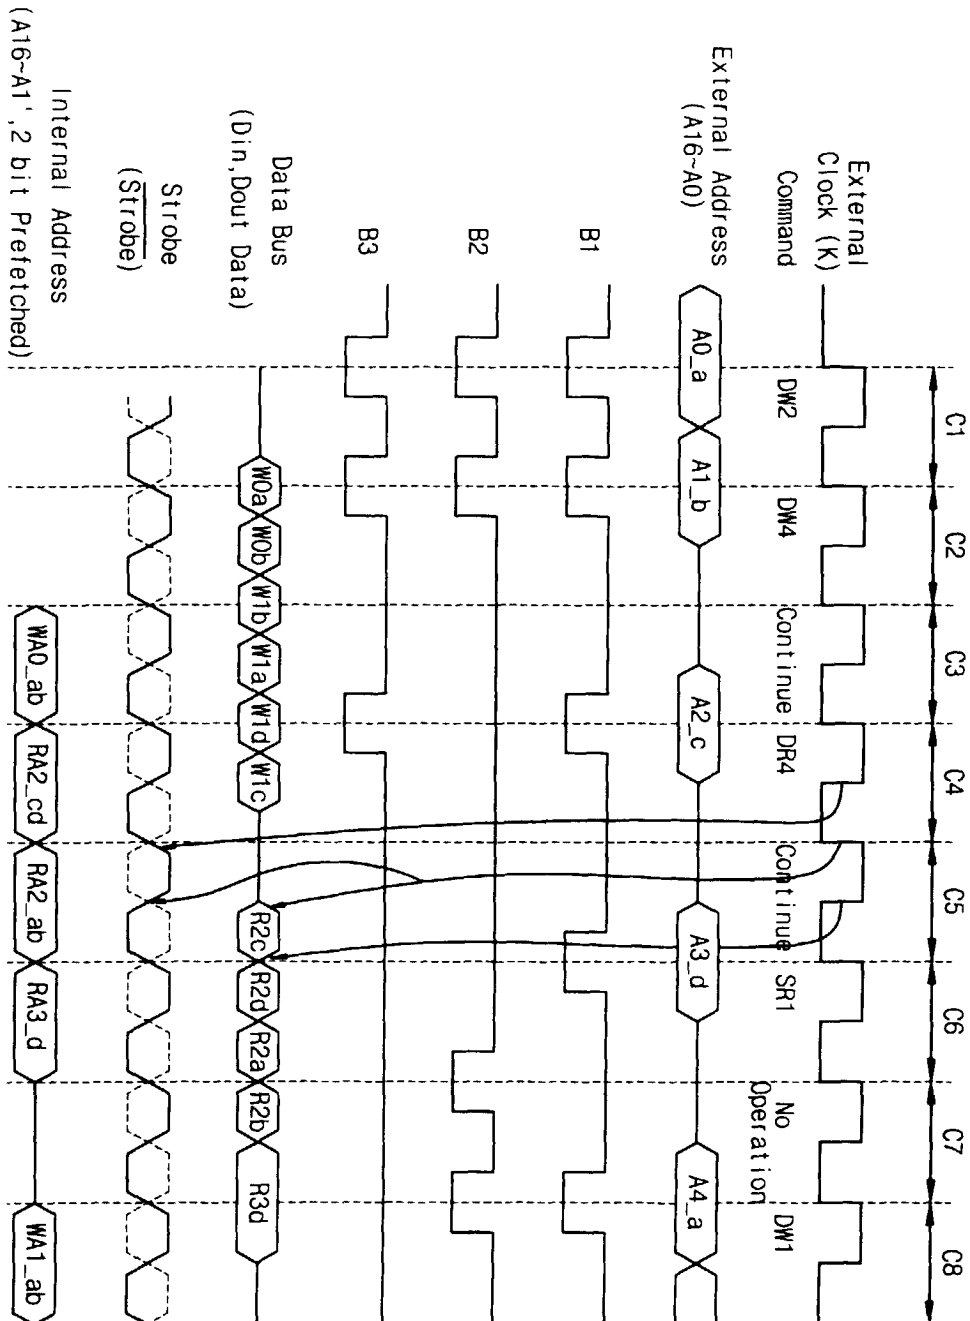 C1 C2 C3 C4 C5 C6 C7 C8
External
Clock (K)
Command DW2 DW4 Continue DR4 Continue SR1 No Operation DW1
External Address
(A16~A0)
A0_a A1_b A2_c A3_d A4_a
B1
B2
B3
Data Bus
(Din,Dout Data)
W0a W0b W1b W1a W1d W1c R2c R2d R2a R2b R3d
Strobe
(Strobe)
Internal Address
(A16~A1',2 bit Prefetched)
WA0_ab RA2_cd RA2_ab RA3_d WA1_ab